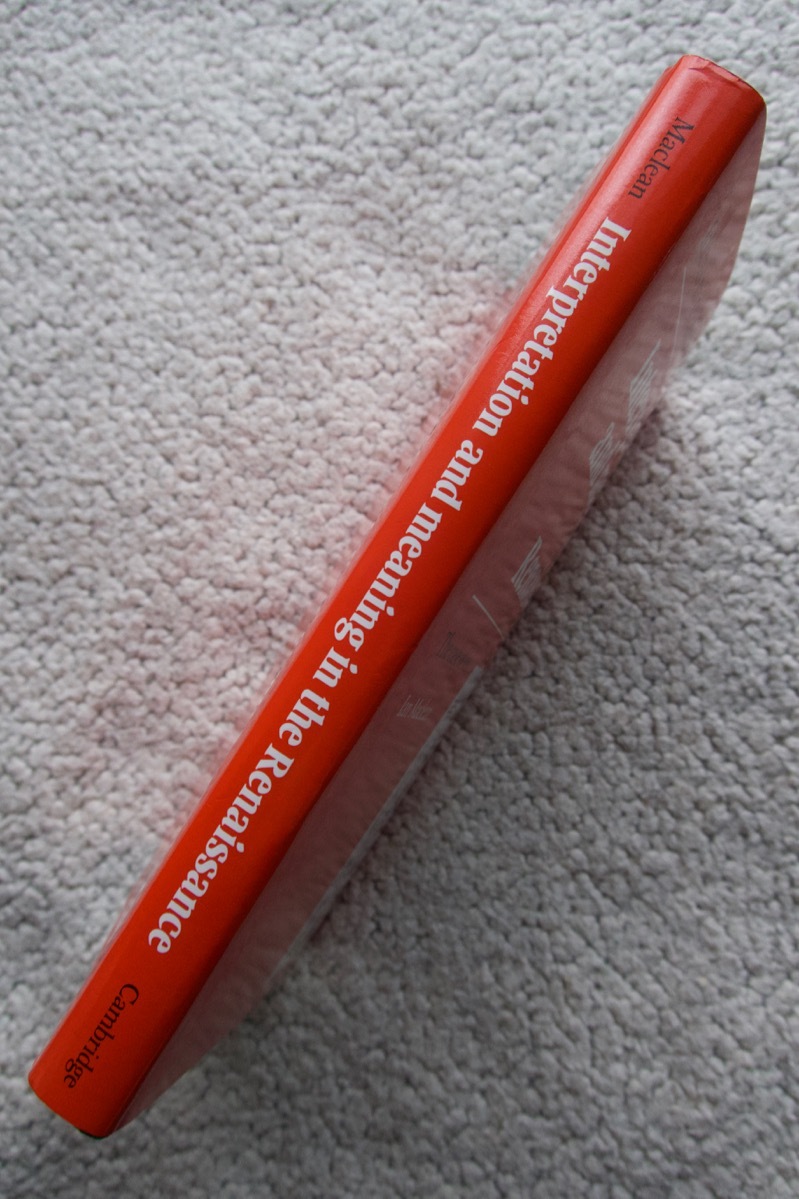 Maclean
Interpretation and meaning in the Renaissance
Cambridge